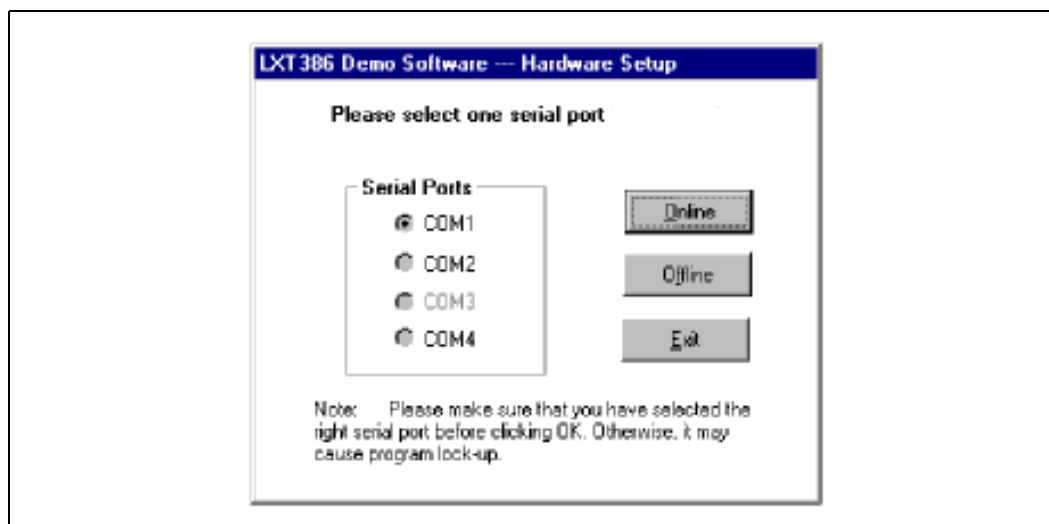 LXT386 Demo Software --- Hardware Setup
Please select one serial port
Serial Ports
COM1
COM2
COM3
COM4
Online
Offline
Exit
Note: Please make sure that you have selected the
right serial port before clicking OK. Otherwise, it may
cause program lock-up.